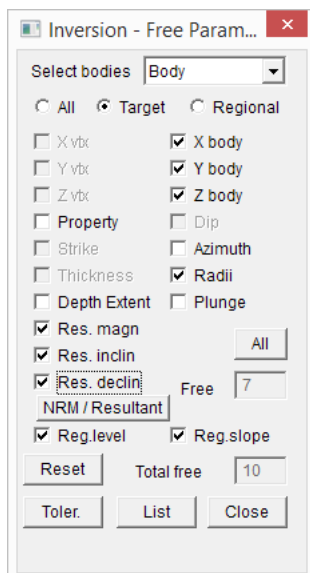 Inversion - Free Param...
Select bodies Body
All Target Regional
X vtx X body
Y vtx Y body
Z vtx Z body
Property Dip
Strike Azimuth
Thickness Radii
Depth Extent Plunge
Res. magn
All
Res. inclin
Res. declin Free 7
NRM / Resultant
Reg.level Reg.slope
Reset Total free 10
Toler. List Close